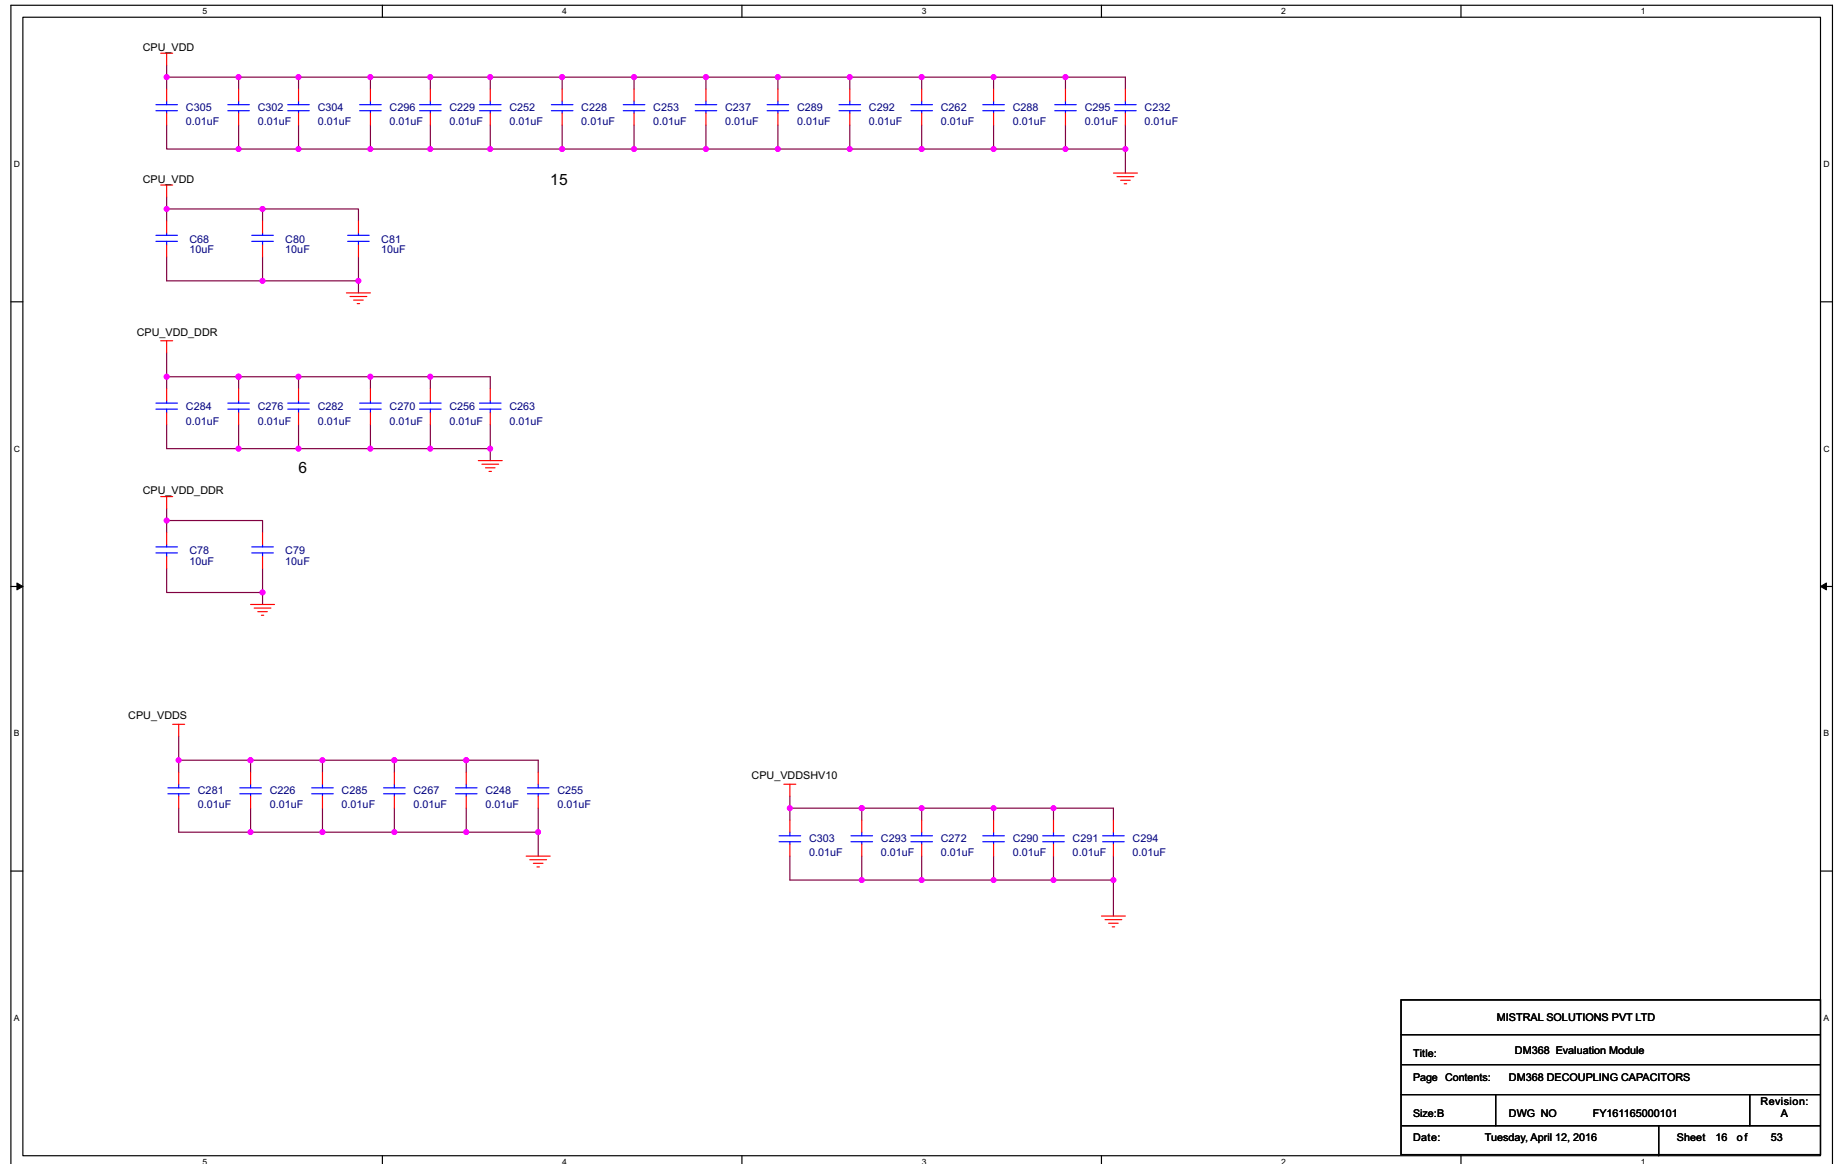 5 4 3 2 1
CPU_VDD
C305 C302 C304 C296 C229 C252 C228 C253 C237 C289 C292 C262 C288 C295 C232
0.01uF 0.01uF 0.01uF 0.01uF 0.01uF 0.01uF 0.01uF 0.01uF 0.01uF 0.01uF 0.01uF 0.01uF 0.01uF 0.01uF 0.01uF
D D
15
CPU_VDD
C68 C80 C81
10uF 10uF 10uF
CPU_VDD_DDR
C284 C276 C282 C270 C256 C263
0.01uF 0.01uF 0.01uF 0.01uF 0.01uF 0.01uF
C C
6
CPU_VDD_DDR
C78 C79
10uF 10uF
CPU_VDDS
B B
C281 C226 C285 C267 C248 C255
0.01uF 0.01uF 0.01uF 0.01uF 0.01uF 0.01uF
CPU_VDDSHV10
C303 C293 C272 C290 C291 C294
0.01uF 0.01uF 0.01uF 0.01uF 0.01uF 0.01uF
A A
MISTRAL SOLUTIONS PVT LTD
Title: DM368 Evaluation Module
Page Contents: DM368 DECOUPLING CAPACITORS
Size:B DWG NO FY161165000101 Revision: A
Date: Tuesday, April 12, 2016 Sheet 16 of 53
5 4 3 2 1